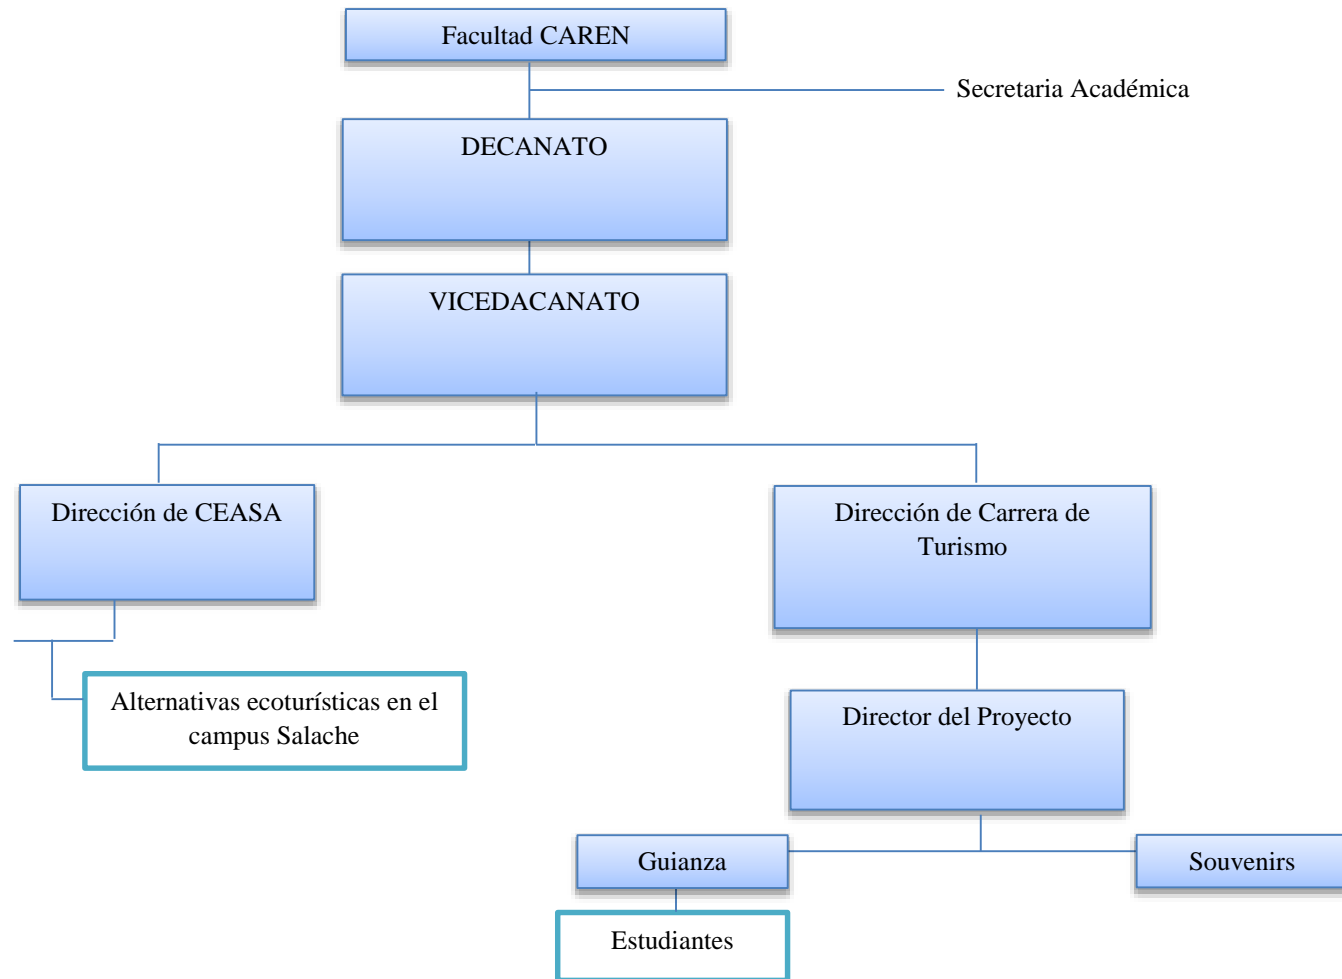 Facultad CAREN
Secretaria Académica
DECANATO
VICEDACANATO
Dirección de CEASA
Dirección de Carrera de
Turismo
Alternativas ecoturísticas en el
campus Salache
Director del Proyecto
Guianza
Souvenirs
Estudiantes